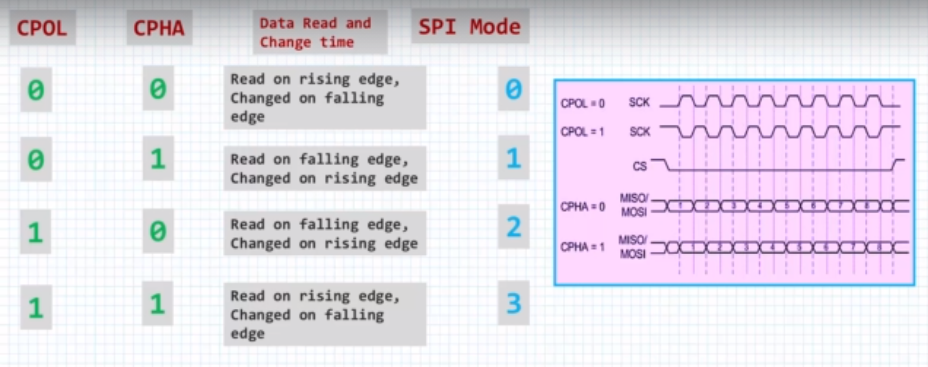 CPOL
CPHA
Data Read and
Change time
SPI Mode
0
0
Read on rising edge,
Changed on falling
edge
0
0
1
Read on falling edge,
Changed on rising edge
1
1
0
Read on falling edge,
Changed on rising edge
2
1
1
Read on rising edge,
Changed on falling
edge
3
CPOL = 0 SCK
CPOL = 1 SCK
CS
CPHA = 0 MISO/
MOSI
1 2 3 4 5 6 7 8
CPHA = 1 MISO/
MOSI
1 2 3 4 5 6 7 8